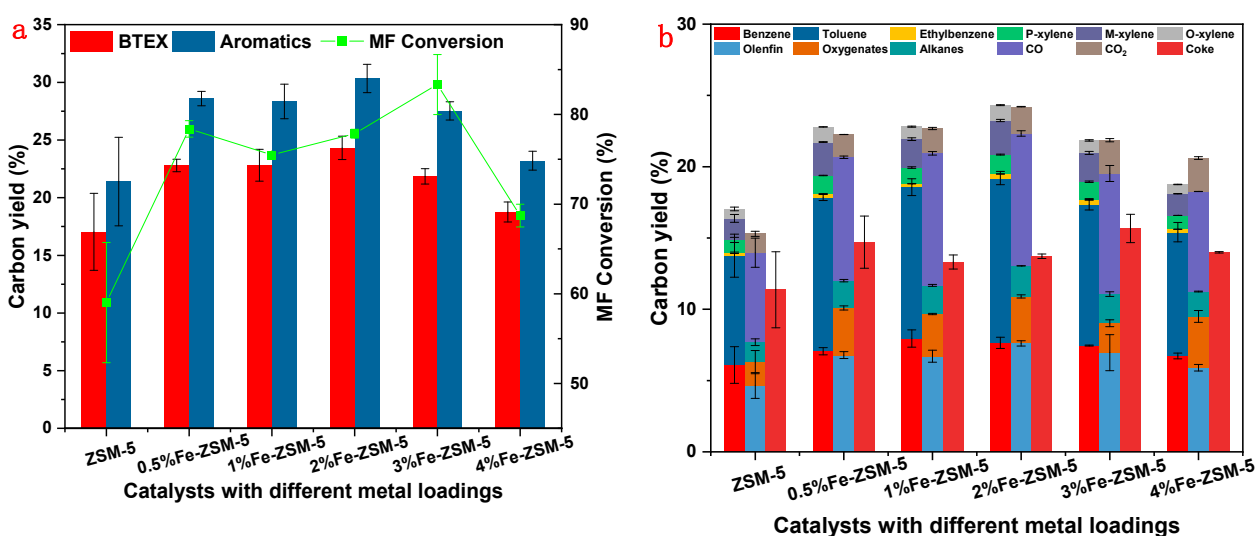 a
BTEX Aromatics MF Conversion
Carbon yield (%)
35
30
25
20
15
10
5
0
MF Conversion (%)
90
80
70
60
50
40
ZSM-5 0.5%Fe-ZSM-5 1%Fe-ZSM-5 2%Fe-ZSM-5 3%Fe-ZSM-5 4%Fe-ZSM-5
Catalysts with different metal loadings
b
Benzene Toluene Ethylbenzene P-xylene M-xylene O-xylene
Olenfin Oxygenates Alkanes CO CO₂ Coke
Carbon yield (%)
30
20
10
0
ZSM-5 0.5%Fe-ZSM-5 1%Fe-ZSM-5 2%Fe-ZSM-5 3%Fe-ZSM-5 4%Fe-ZSM-5
Catalysts with different metal loadings